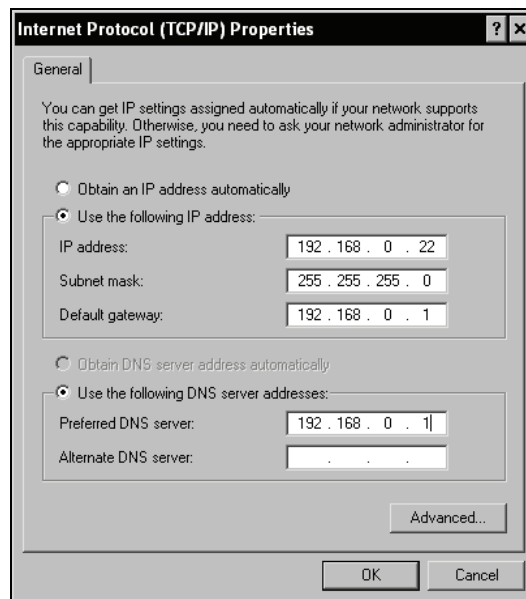 Internet Protocol (TCP/IP) Properties
General
You can get IP settings assigned automatically if your network supports
this capability. Otherwise, you need to ask your network administrator for
the appropriate IP settings.
Obtain an IP address automatically
Use the following IP address:
IP address: 192 . 168 . 0 . 22
Subnet mask: 255 . 255 . 255 . 0
Default gateway: 192 . 168 . 0 . 1
Obtain DNS server address automatically
Use the following DNS server addresses:
Preferred DNS server: 192 . 168 . 0 . 1
Alternate DNS server: . . .
Advanced...
OK Cancel